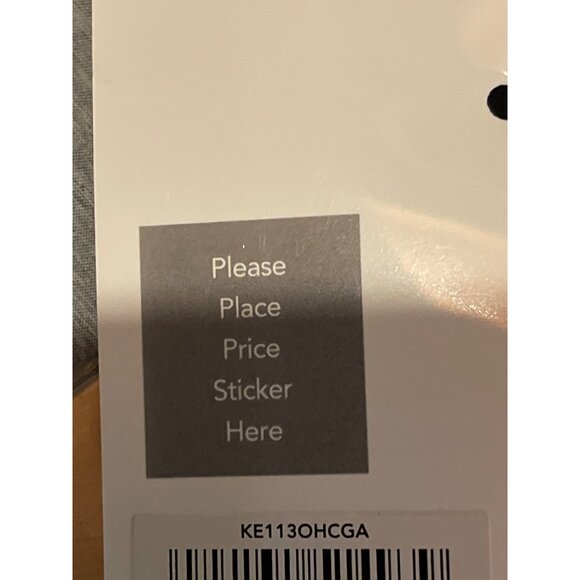 Please
Place
Price
Sticker
Here
KE113OHCGA